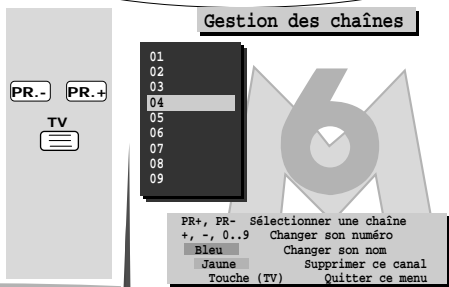 Gestion des chaînes
PR.- PR.+
TV
01
02
03
04
05
06
07
08
09
6
PR+, PR- Sélectionner une chaîne
+, -, 0..9 Changer son numéro
Bleu Changer son nom
Jaune Supprimer ce canal
Touche (TV) Quitter ce menu